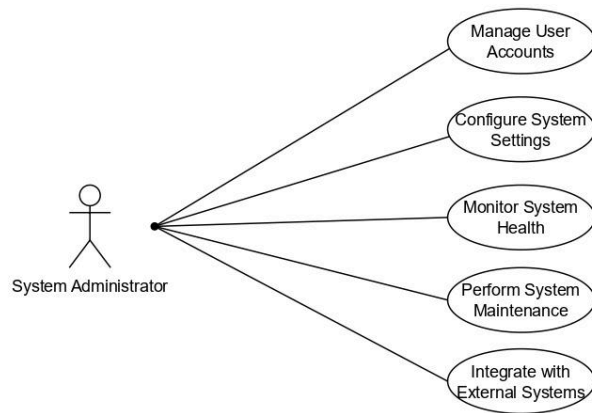 Manage User
Accounts
Configure System
Settings
Monitor System
Health
System Administrator
Perform System
Maintenance
Integrate with
External Systems